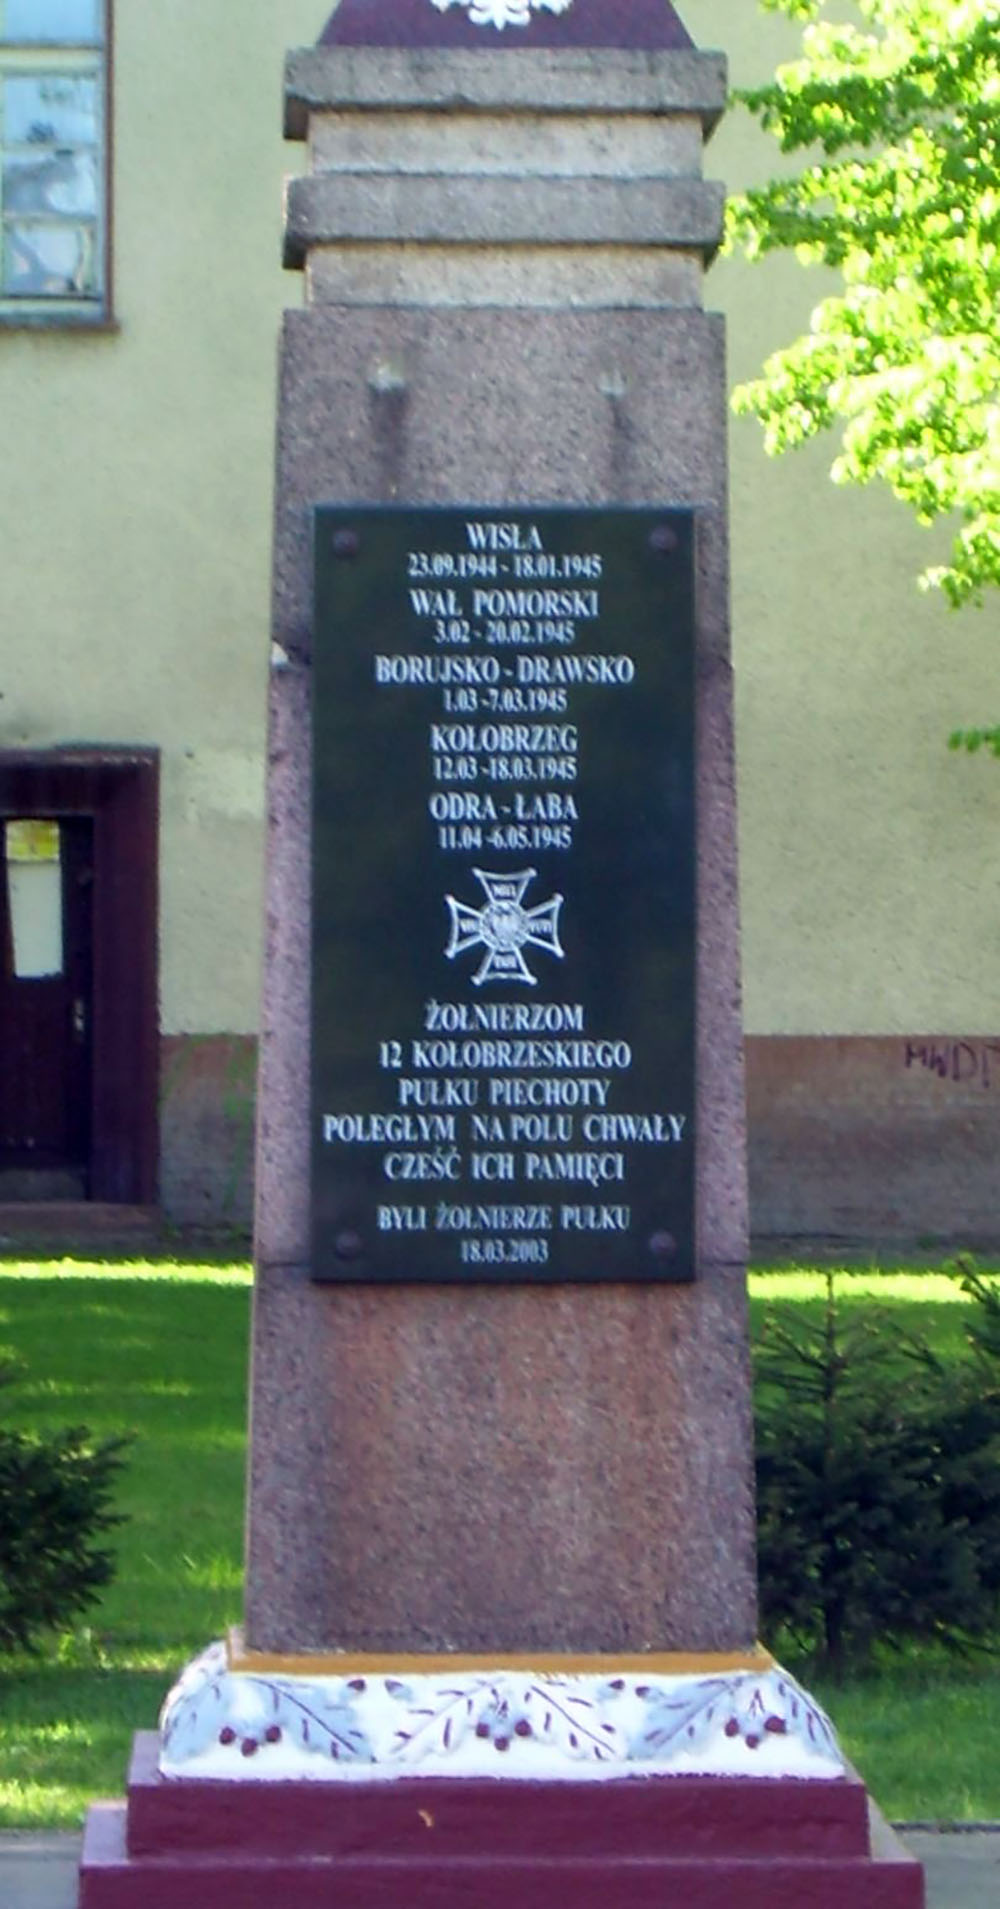 WISŁA
23.09.1944 - 18.01.1945
WAŁ POMORSKI
3.02 - 20.02.1945
BORUJSKO - DRAWSKO
1.03 -7.03.1945
KOŁOBRZEG
12.03 -18.03.1945
ODRA - ŁABA
11.04 -6.05.1945
ŻOŁNIERZOM
12 KOŁOBRZESKIEGO
PUŁKU PIECHOTY
POLEGŁYM NA POLU CHWAŁY
CZEŚĆ ICH PAMIĘCI
BYLI ŻOŁNIERZE PUŁKU
18.03.2003